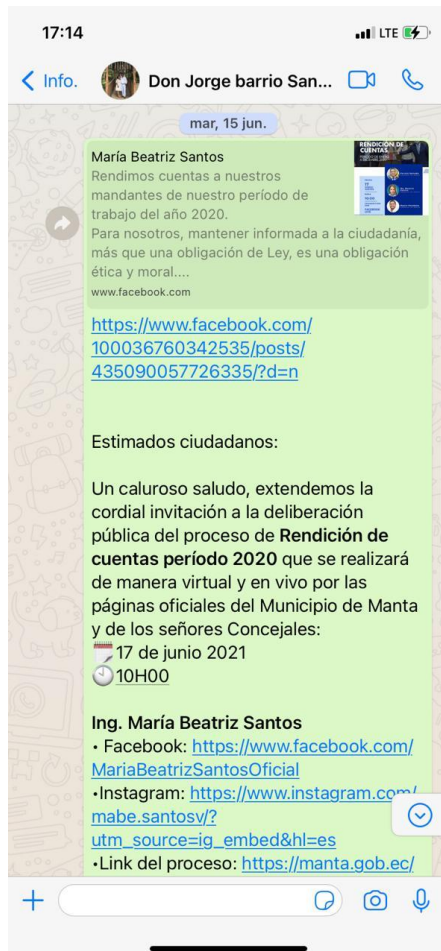 17:14
LTE
Info.
Don Jorge barrio San...
mar, 15 jun.
María Beatriz Santos
Rendimos cuentas a nuestros
mandantes de nuestro período de
trabajo del año 2020.
Para nosotros, mantener informada a la ciudadanía,
más que una obligación de Ley, es una obligación
ética y moral....
www.facebook.com
RENDICIÓN DE
CUENTAS
https://www.facebook.com/
100036760342535/posts/
435090057726335/?d=n
Estimados ciudadanos:
Un caluroso saludo, extendemos la
cordial invitación a la deliberación
pública del proceso de Rendición de
cuentas período 2020 que se realizará
de manera virtual y en vivo por las
páginas oficiales del Municipio de Manta
y de los señores Concejales:
17 de junio 2021
10H00
Ing. María Beatriz Santos
• Facebook: https://www.facebook.com/
MariaBeatrizSantosOficial
•Instagram: https://www.instagram.com/
mabe.santosv/?
utm_source=ig_embed&hl=es
•Link del proceso: https://manta.gob.ec/